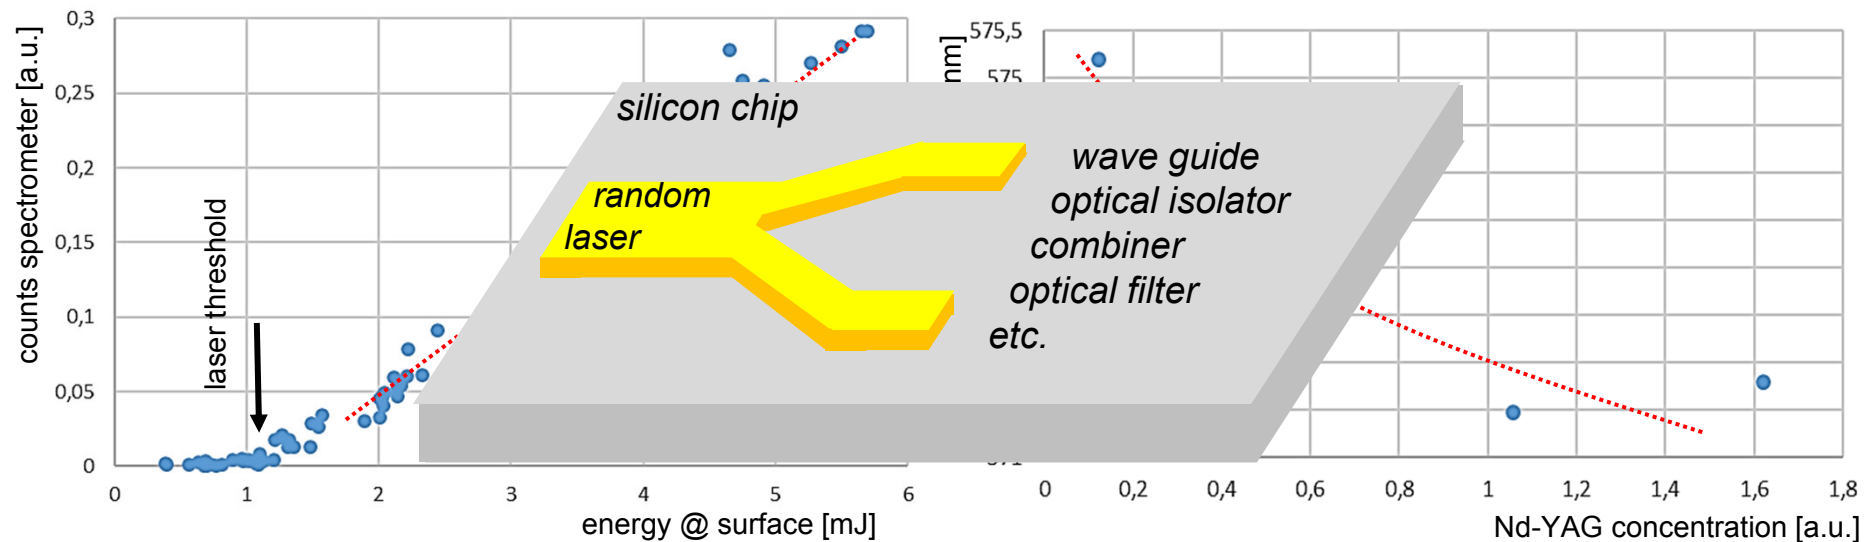 counts spectrometer [a.u.]
0,3
0,25
0,2
0,15
0,1
0,05
0
0
1
2
3
4
5
6
energy @ surface [mJ]
laser threshold
silicon chip
random
laser
wave guide
optical isolator
combiner
optical filter
etc.
nm]
575,5
575
571
0
0,2
0,4
0,6
0,8
1
1,2
1,4
1,6
1,8
Nd-YAG concentration [a.u.]